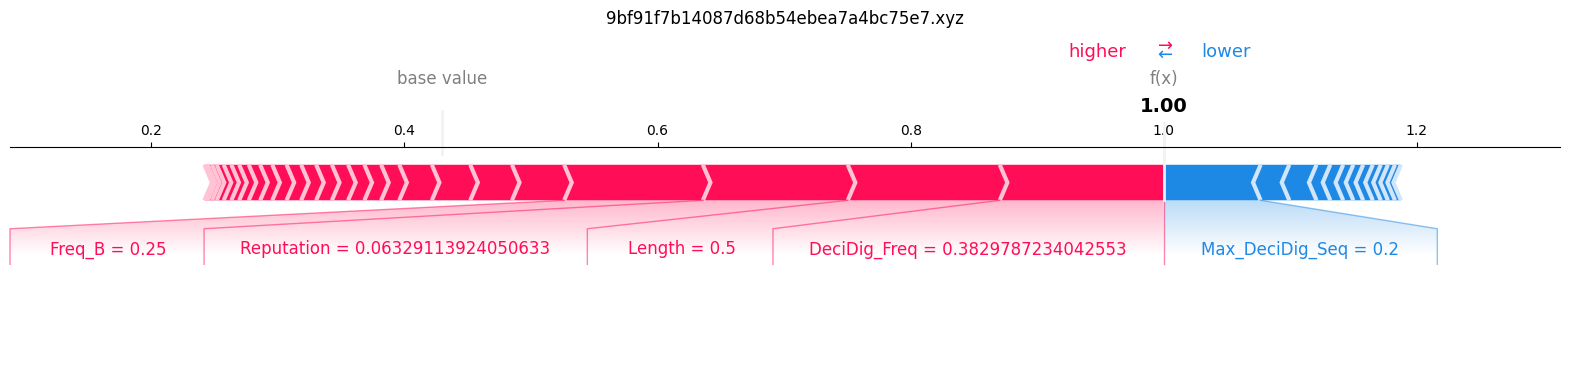 9bf91f7b14087d68b54ebea7a4bc75e7.xyz
higher ⇄ lower
base value f(x)
1.00
0.2 0.4 0.6 0.8 1.0 1.2
Freq_B = 0.25 Reputation = 0.06329113924050633 Length = 0.5 DeciDig_Freq = 0.3829787234042553 Max_DeciDig_Seq = 0.2